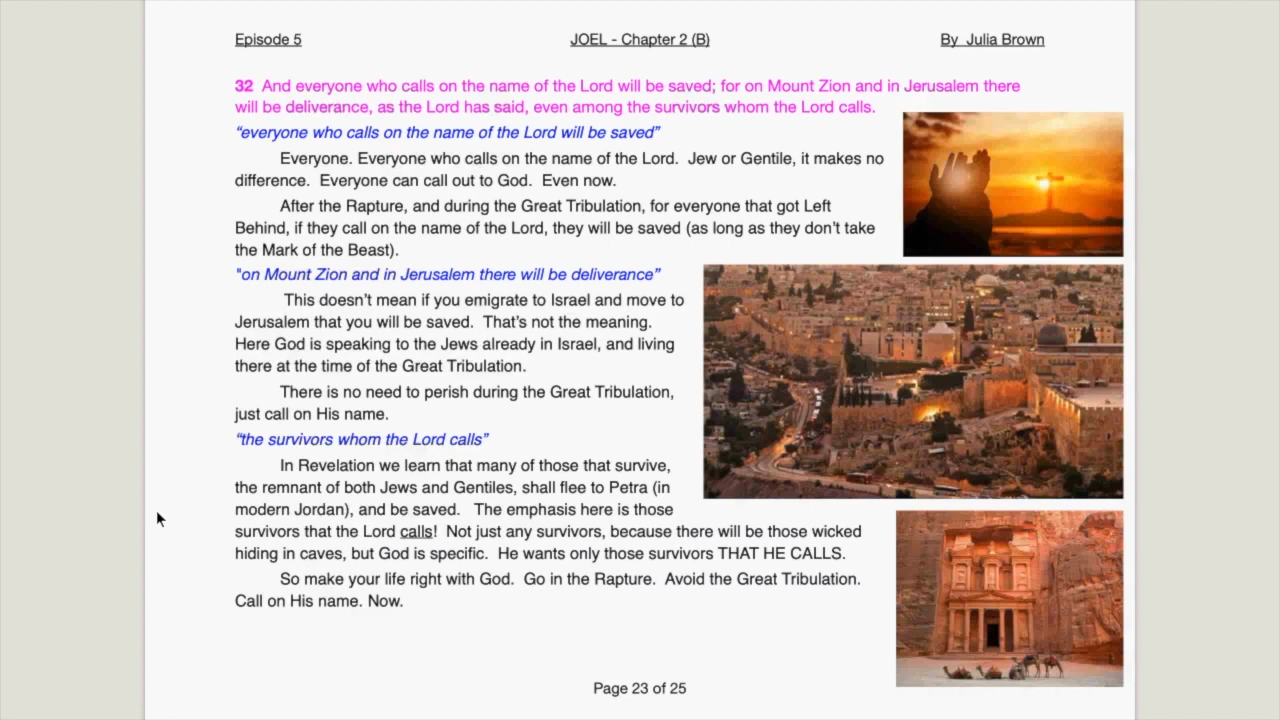 Episode 5 JOEL - Chapter 2 (B) By Julia Brown
32 And everyone who calls on the name of the Lord will be saved; for on Mount Zion and in Jerusalem there
will be deliverance, as the Lord has said, even among the survivors whom the Lord calls.
“everyone who calls on the name of the Lord will be saved”
Everyone. Everyone who calls on the name of the Lord. Jew or Gentile, it makes no
difference. Everyone can call out to God. Even now.
After the Rapture, and during the Great Tribulation, for everyone that got Left
Behind, if they call on the name of the Lord, they will be saved (as long as they don’t take
the Mark of the Beast).
"on Mount Zion and in Jerusalem there will be deliverance”
This doesn’t mean if you emigrate to Israel and move to
Jerusalem that you will be saved. That’s not the meaning.
Here God is speaking to the Jews already in Israel, and living
there at the time of the Great Tribulation.
There is no need to perish during the Great Tribulation,
just call on His name.
“the survivors whom the Lord calls”
In Revelation we learn that many of those that survive,
the remnant of both Jews and Gentiles, shall flee to Petra (in
modern Jordan), and be saved. The emphasis here is those
survivors that the Lord calls! Not just any survivors, because there will be those wicked
hiding in caves, but God is specific. He wants only those survivors THAT HE CALLS.
So make your life right with God. Go in the Rapture. Avoid the Great Tribulation.
Call on His name. Now.
Page 23 of 25